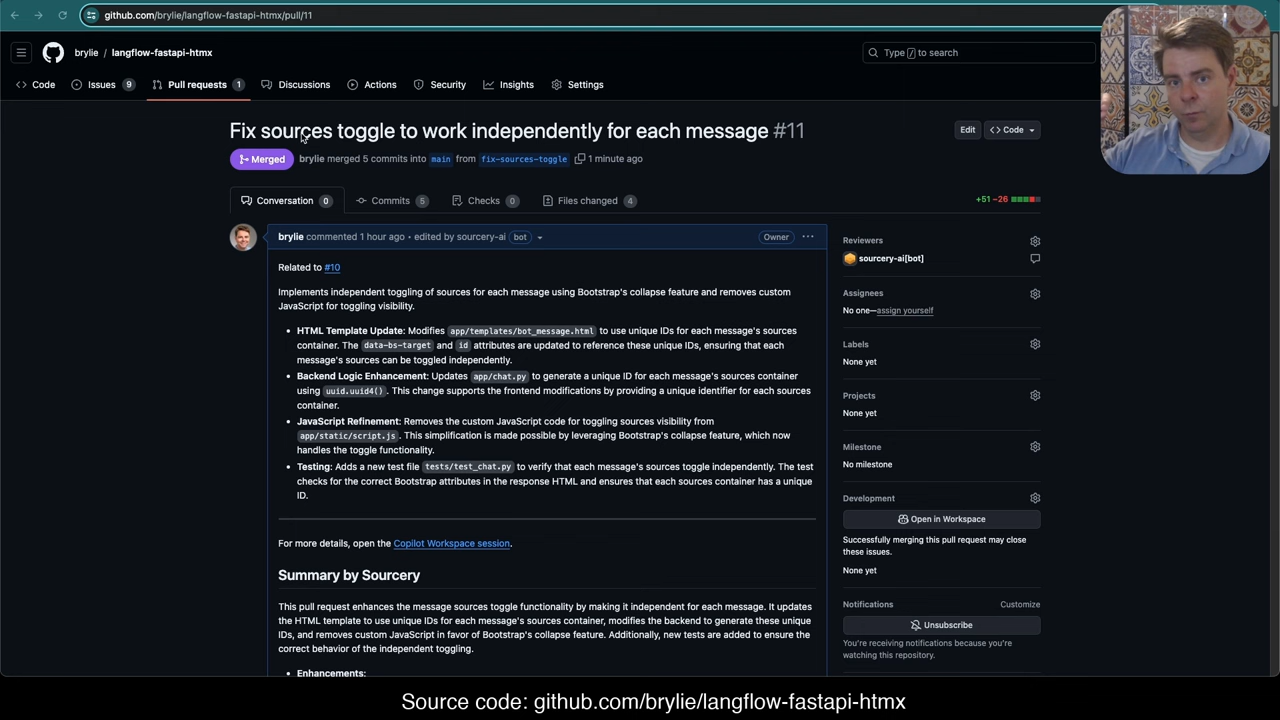 github.com/brylie/langflow-fastapi-htmx/pull/11
brylie / langflow-fastapi-htmx
Type / to search
Code
Issues 9
Pull requests 1
Discussions
Actions
Security
Insights
Settings
Fix sources toggle to work independently for each message #11
Edit
<> Code
Merged
brylie merged 5 commits into main from fix-sources-toggle 1 minute ago
Conversation 0
Commits 5
Checks 0
Files changed 4
+51 −26
brylie commented 1 hour ago • edited by sourcery-ai bot
Owner
Related to #10
Implements independent toggling of sources for each message using Bootstrap's collapse feature and removes custom
JavaScript for toggling visibility.
• HTML Template Update: Modifies app/templates/bot_message.html to use unique IDs for each message's sources
container. The data-bs-target and id attributes are updated to reference these unique IDs, ensuring that each
message's sources can be toggled independently.
• Backend Logic Enhancement: Updates app/chat.py to generate a unique ID for each message's sources container
using uuid.uuid4(). This change supports the frontend modifications by providing a unique identifier for each sources
container.
• JavaScript Refinement: Removes the custom JavaScript code for toggling sources visibility from
app/static/script.js. This simplification is made possible by leveraging Bootstrap's collapse feature, which now
handles the toggle functionality.
• Testing: Adds a new test file tests/test_chat.py to verify that each message's sources toggle independently. The test
checks for the correct Bootstrap attributes in the response HTML and ensures that each sources container has a unique
ID.
For more details, open the Copilot Workspace session.
Summary by Sourcery
This pull request enhances the message sources toggle functionality by making it independent for each message. It updates
the HTML template to use unique IDs for each message's sources, modifies the backend to generate these unique
IDs, and removes custom JavaScript in favor of Bootstrap's collapse feature. Additionally, new tests are added to ensure the
correct behavior of the independent toggling.
• Enhancements:
Reviewers
sourcery-ai[bot]
Assignees
No one—assign yourself
Labels
None yet
Projects
None yet
Milestone
No milestone
Development
Open in Workspace
Successfully merging this pull request may close
these issues.
None yet
Notifications
Customize
Unsubscribe
You're receiving notifications because you're
watching this repository.
Source code: github.com/brylie/langflow-fastapi-htmx